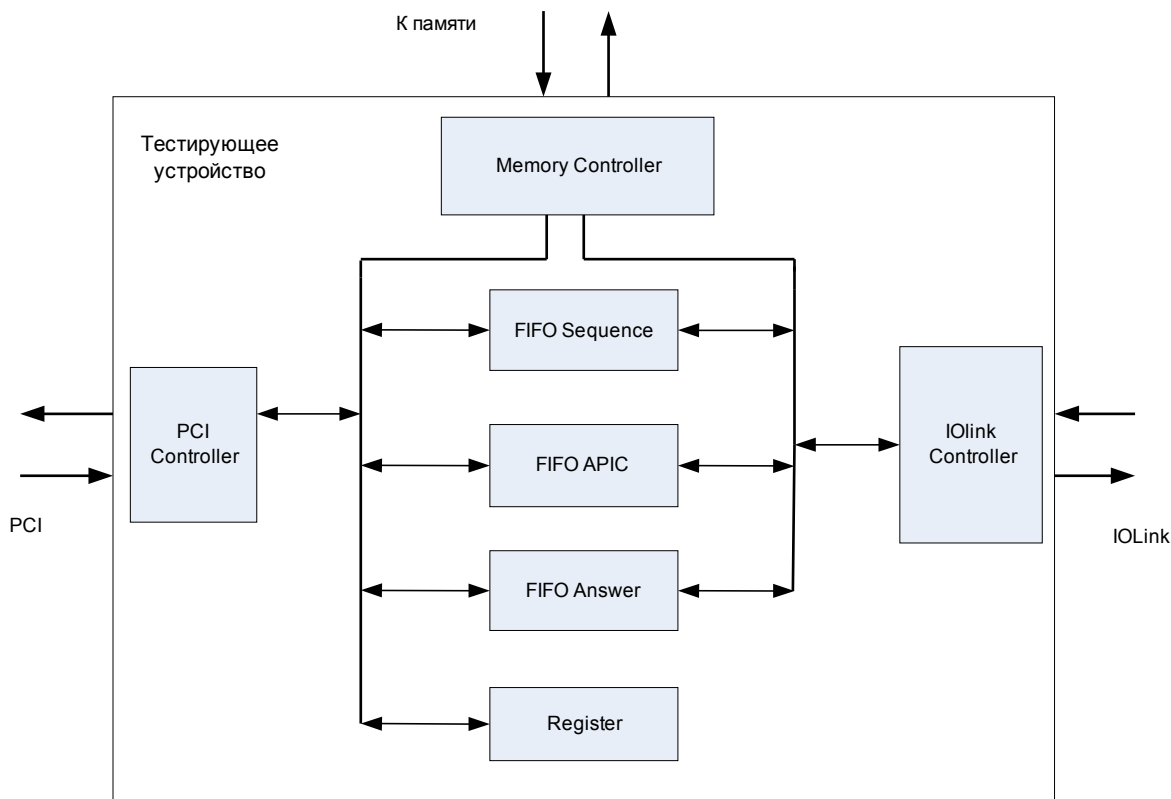 К памяти
Тестирующее
устройство
Memory Controller
FIFO Sequence
PCI
Controller
FIFO APIC
IOlink
Controller
PCI
IOLink
FIFO Answer
Register